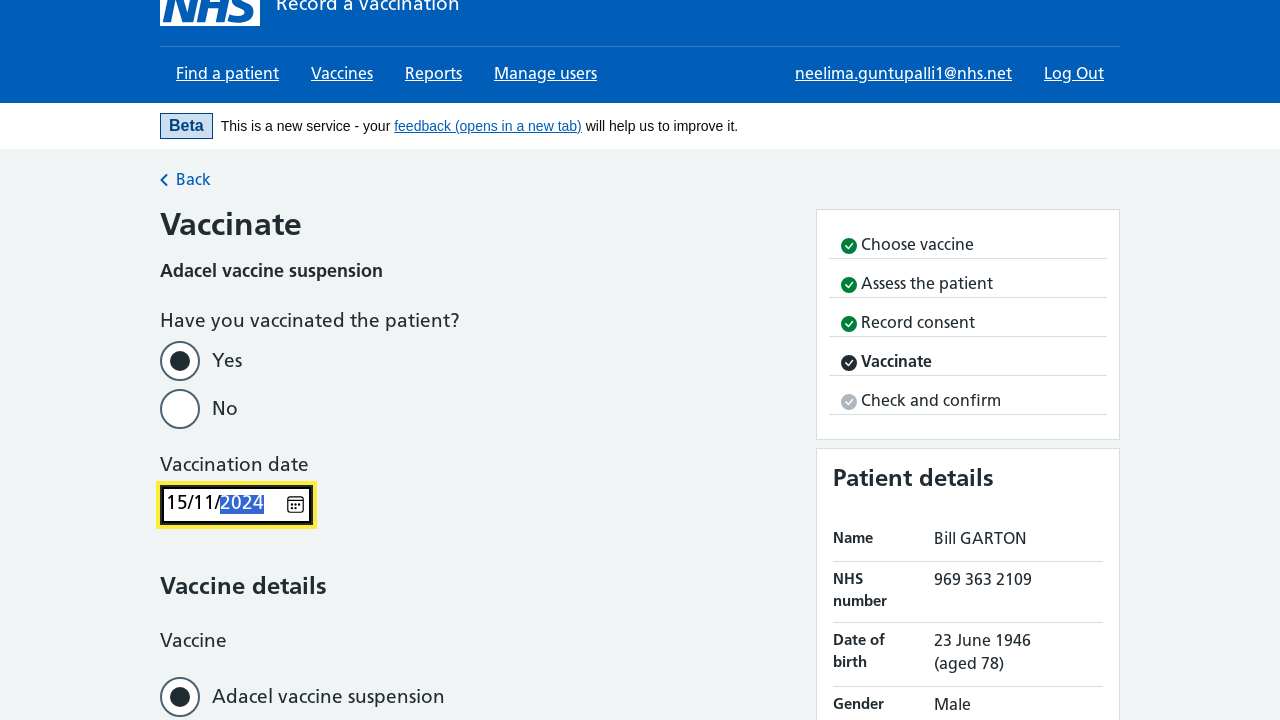 NHS Record a vaccination
Find a patient Vaccines Reports Manage users neelima.guntupalli1@nhs.net Log Out
Beta This is a new service - your feedback (opens in a new tab) will help us to improve it.
Back
Vaccinate
Adacel vaccine suspension
Have you vaccinated the patient?
Yes
No
Vaccination date
15/11/2024
Vaccine details
Vaccine
Adacel vaccine suspension
Choose vaccine
Assess the patient
Record consent
Vaccinate
Check and confirm
Patient details
Name Bill GARTON
NHS number 969 363 2109
Date of birth 23 June 1946 (aged 78)
Gender Male